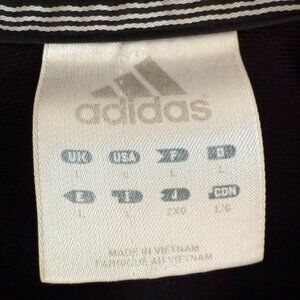 adidas
UK USA F D
L L L L
E I J CDN
L L 2XO L/G
MADE IN VIETNAM
FABRIQUÉ AU VIETNAM